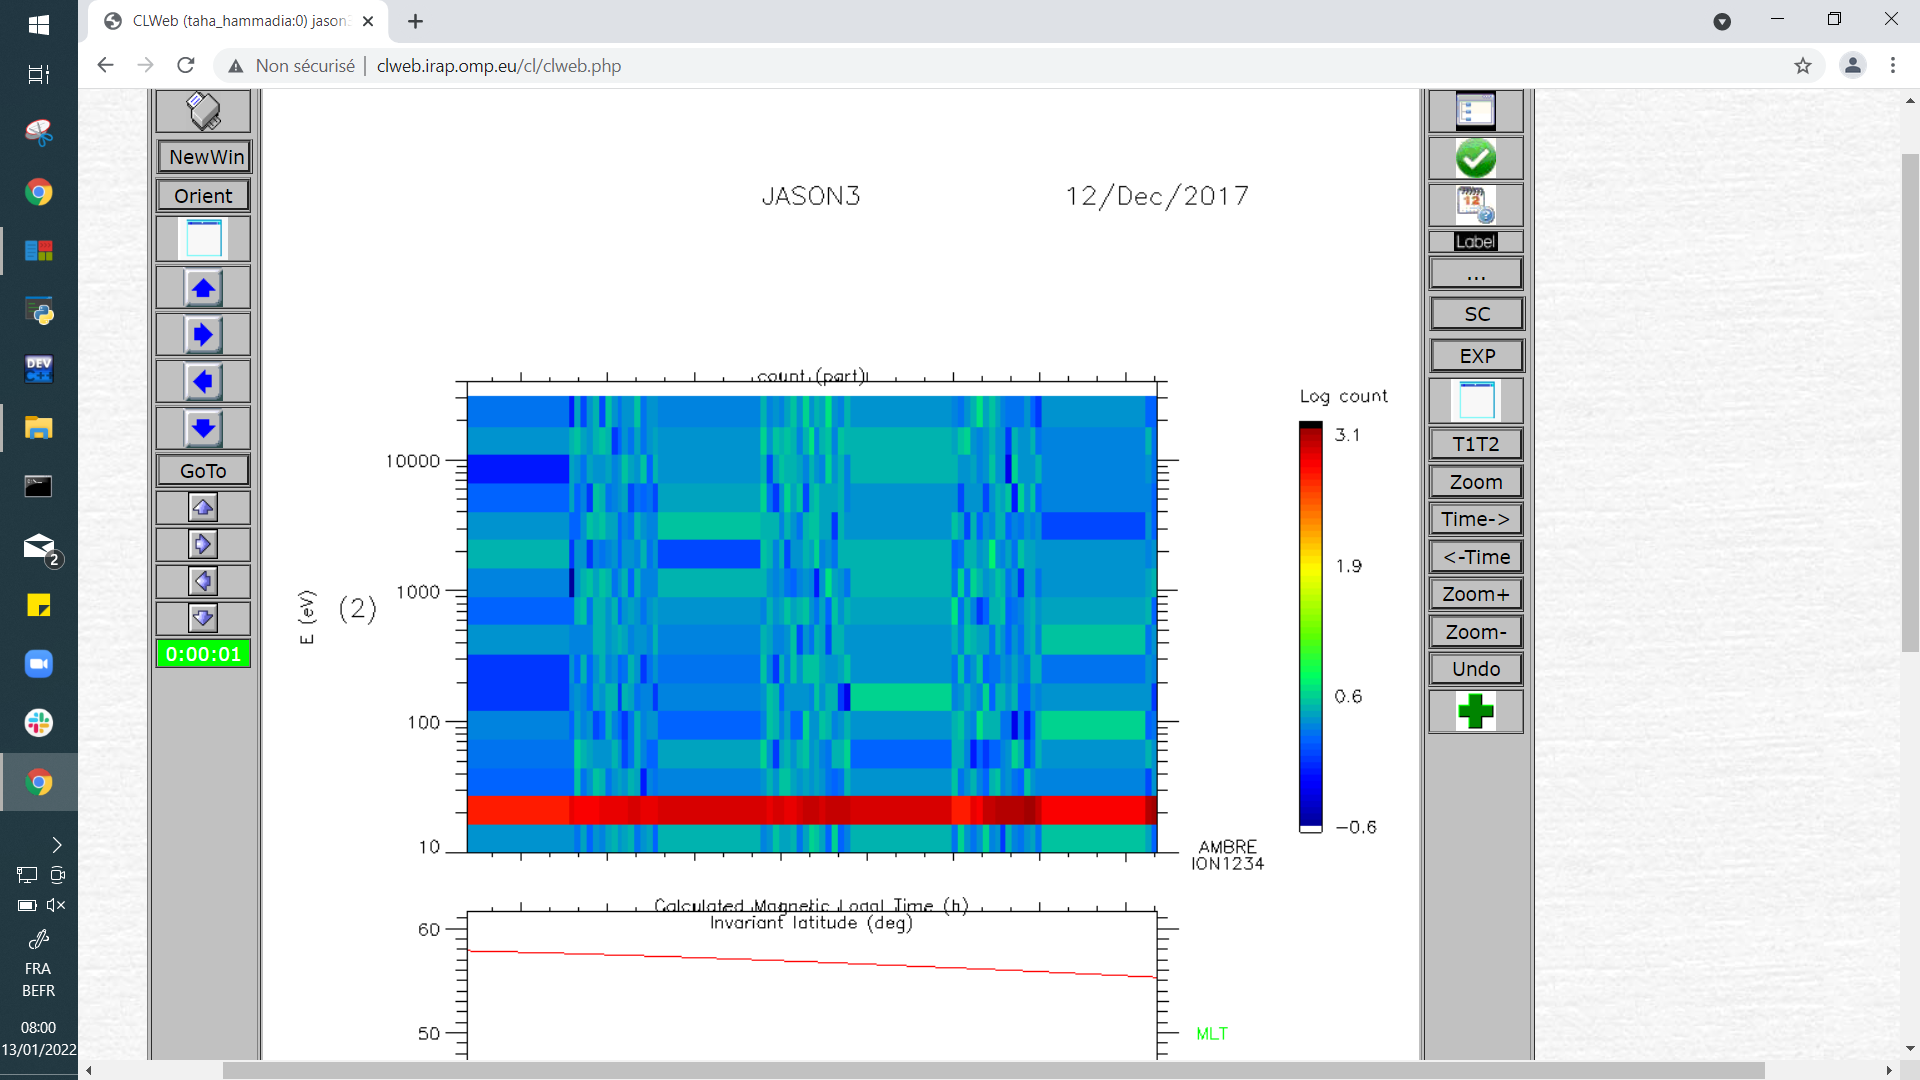 CLWeb (taha_hammadia:0) jason3
Non sécurisé
clweb.irap.omp.eu/cl/clweb.php
NewWin
Orient
GoTo
0:00:01
JASON3
12/Dec/2017
count (part)
E (eV)
(2)
10000
1000
100
10
Log count
3.1
1.9
0.6
−0.6
AMBRE
ION1234
Calculated Magnetic Local Time (h)
Invariant latitude (deg)
60
50
MLT
12
Label
...
SC
EXP
T1T2
Zoom
Time->
<-Time
Zoom+
Zoom-
Undo
DEV
2
FRA
BEFR
08:00
13/01/2022